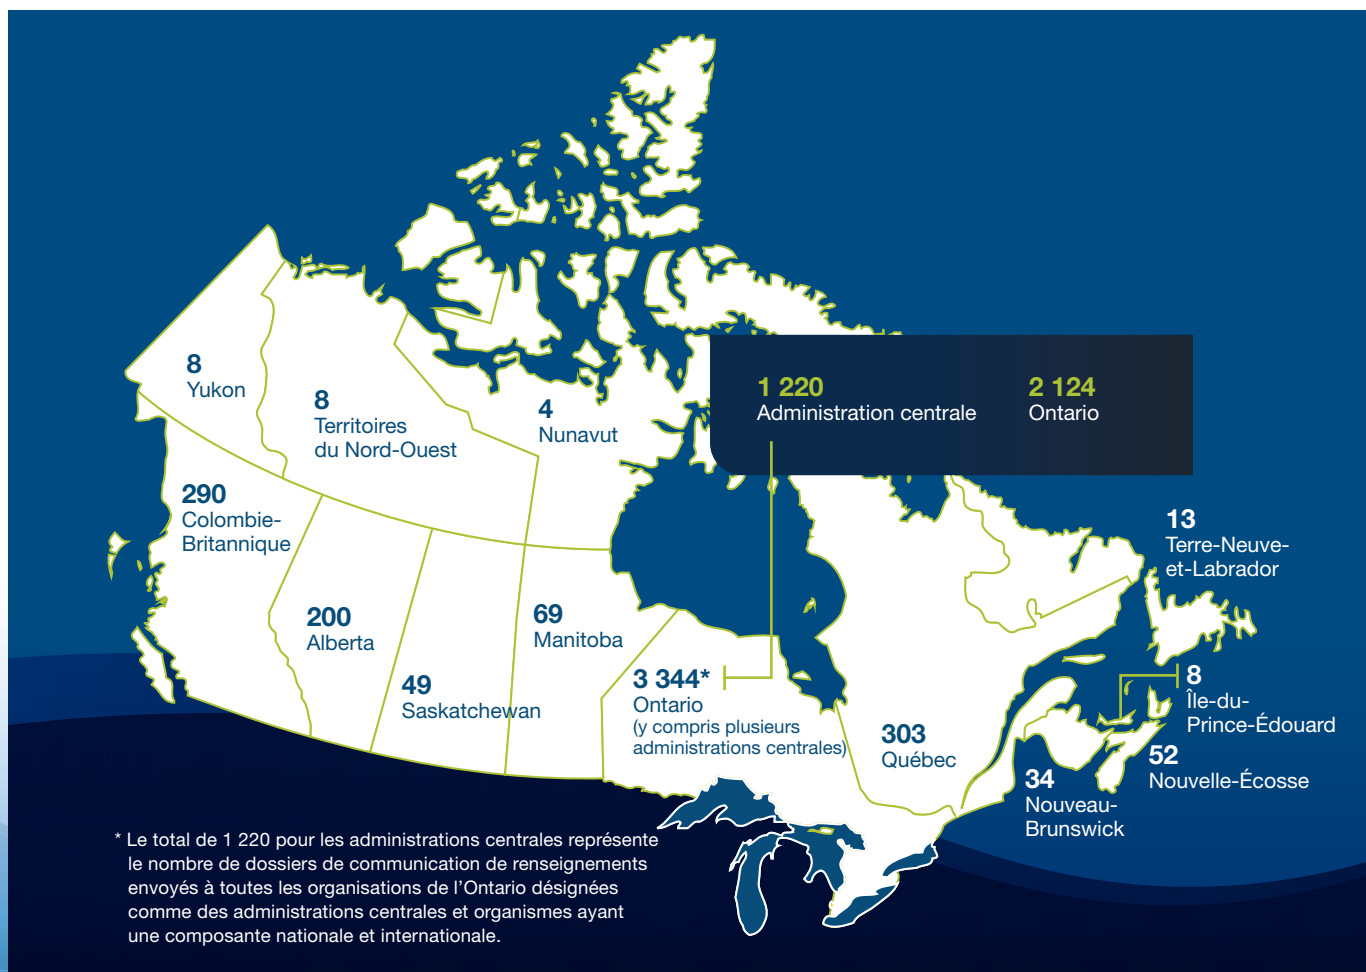 8
Yukon
8
Territoires
du Nord-Ouest
4
Nunavut
1 220
Administration centrale
2 124
Ontario
290
Colombie-
Britannique
200
Alberta
49
Saskatchewan
69
Manitoba
3 344*
Ontario
(y compris plusieurs
administrations centrales)
303
Québec
13
Terre-Neuve-
et-Labrador
8
Île-du-
Prince-Édouard
52
Nouvelle-Écosse
34
Nouveau-
Brunswick
* Le total de 1 220 pour les administrations centrales représente
le nombre de dossiers de communication de renseignements
envoyés à toutes les organisations de l’Ontario désignées
comme des administrations centrales et organismes ayant
une composante nationale et internationale.